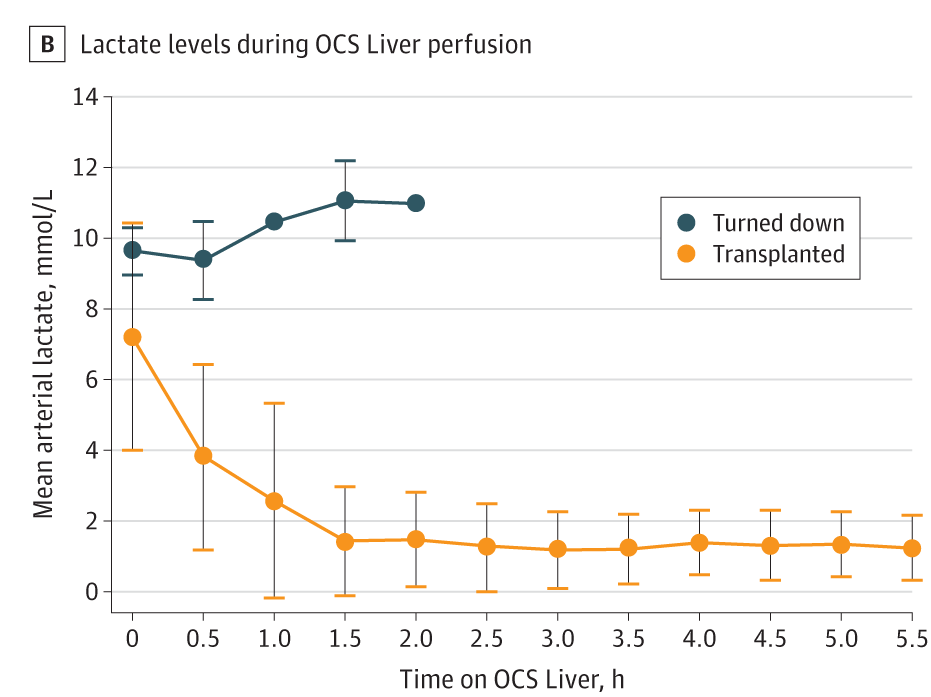 B Lactate levels during OCS Liver perfusion
Mean arterial lactate, mmol/L
14
12
10
8
6
4
2
0
Turned down
Transplanted
0 0.5 1.0 1.5 2.0 2.5 3.0 3.5 4.0 4.5 5.0 5.5
Time on OCS Liver, h